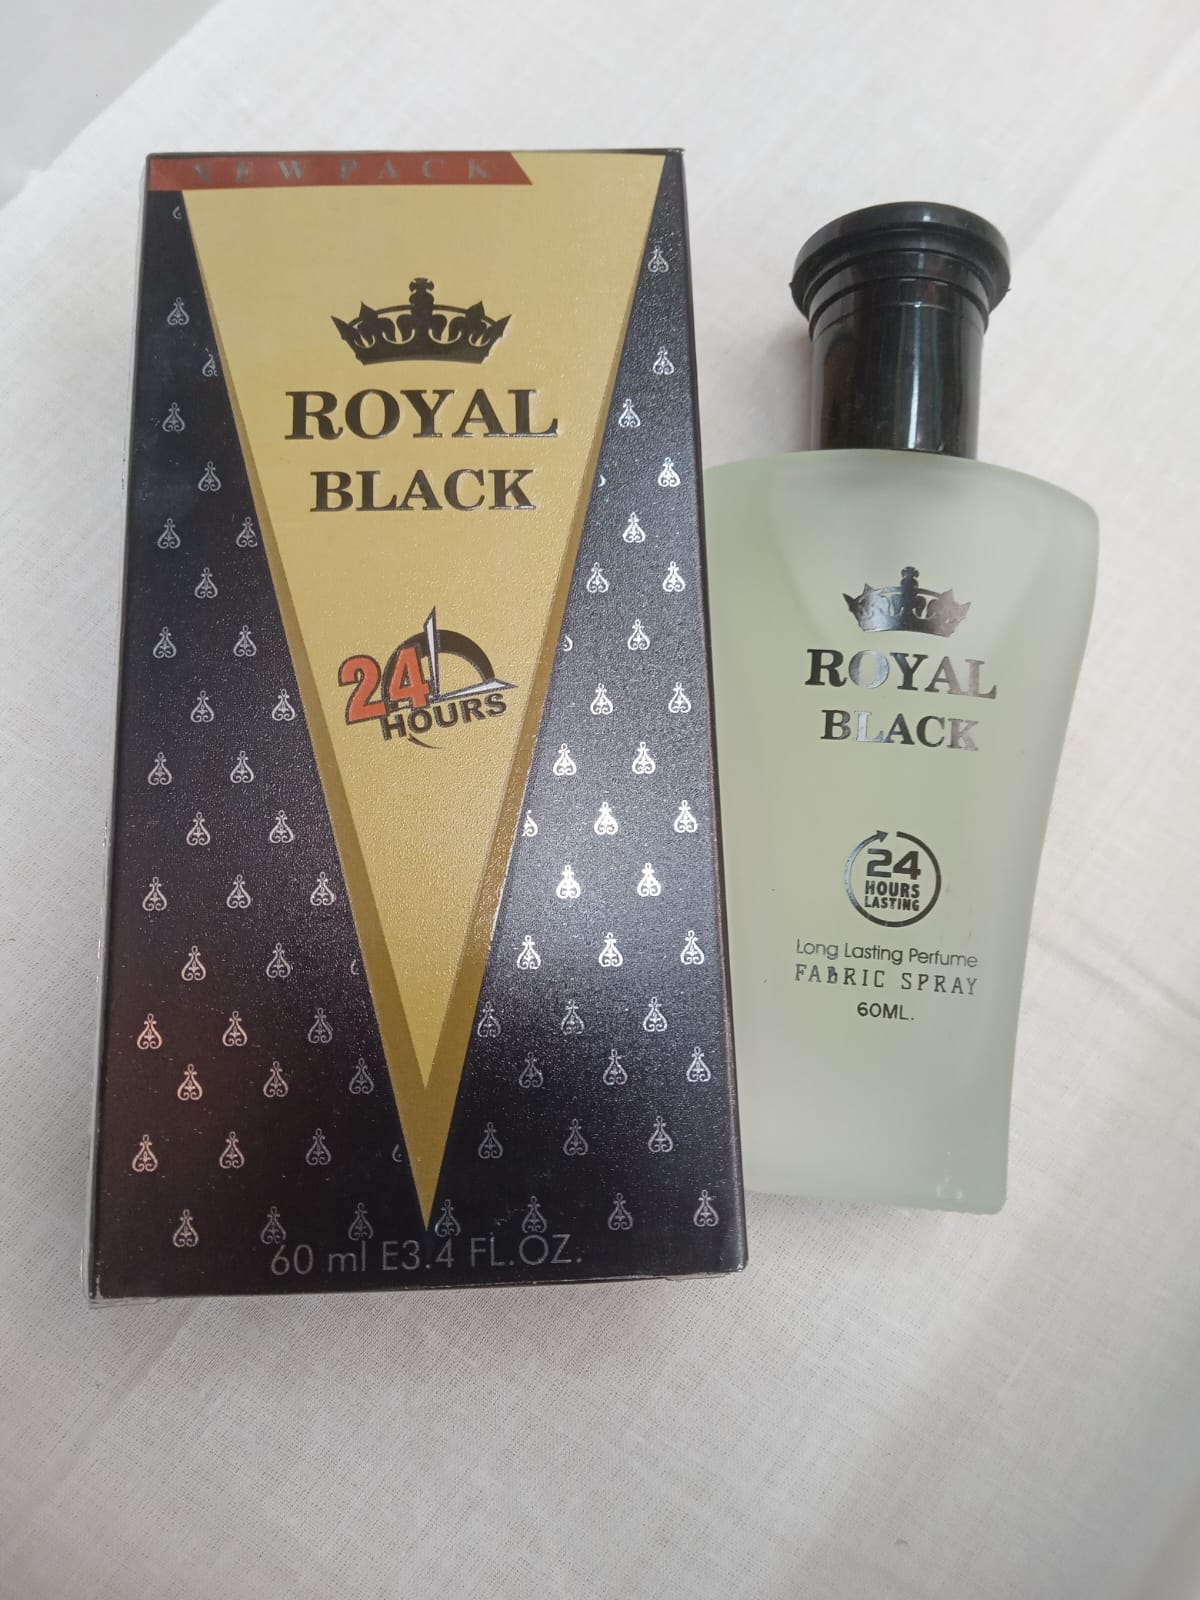 NEW PACK
ROYAL
BLACK
24
HOURS
60 ml E3.4 FL.OZ.
ROYAL
BLACK
24
HOURS
LASTING
Long Lasting Perfume
FABRIC SPRAY
60ML.